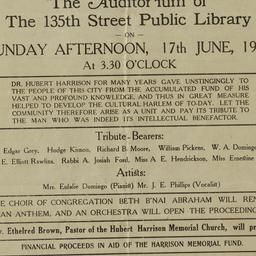 The Auditorium of
The 135th Street Public Library
— ON —
SUNDAY AFTERNOON, 17th JUNE, 19
At 3.30 O'CLOCK
DR. HUBERT HARRISON FOR MANY YEARS GAVE UNSTINGINGLY TO
THE PEOPLE OF THIS CITY FROM THE ACCUMULATED FUND OF HIS
VAST AND PROFOUND KNOWLEDGE, AND THUS IN GREAT MEASURE
HELPED TO DEVELOP THE CULTURAL HARLEM OF TO-DAY. LET THE
COMMUNITY THEREFORE ARISE AS A UNIT AND PAY ITS TRIBUTE TO
THE MAN WHO WAS INDEED ITS INTELLECTUAL BENEFACTOR.
Tribute-Bearers:
Edgar Grey, Hodge Kirnon, Richard B. Moore, William Pickens, W. A. Domingo
E. Elliott Rawlins, Rabbi A. Josiah Ford, Miss A E. Hendrickson, Miss Ernestine
Artists:
Mrs. Eulalie Domingo (Pianist) Mr. J. E. Phillips (Vocalist)
HE CHOIR OF CONGREGATION BETH B'NAI ABRAHAM WILL REN
AN ANTHEM, AND AN ORCHESTRA WILL OPEN THE PROCEEDING
. Ethelred Brown, Pastor of the Hubert Harrison Memorial Church, will pr
FINANCIAL PROCEEDS IN AID OF THE HARRISON MEMORIAL FUND.